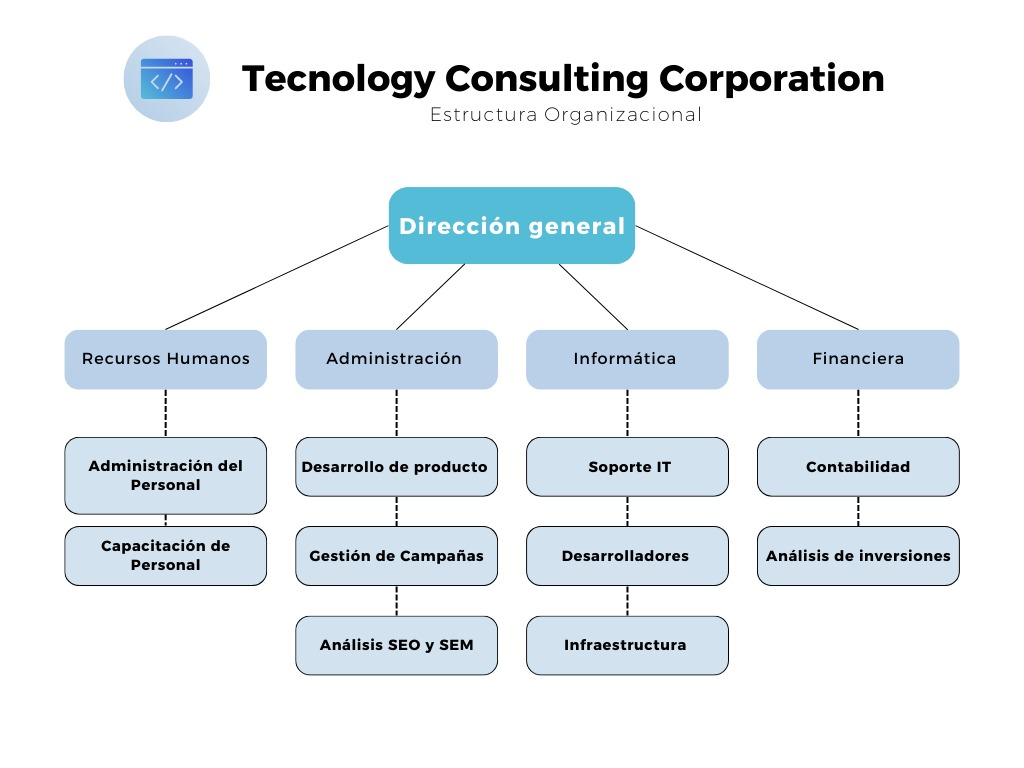 </>
Tecnology Consulting Corporation
Estructura Organizacional
Dirección general
Recursos Humanos
Administración
Informática
Financiera
Administración del
Personal
Desarrollo de producto
Soporte IT
Contabilidad
Capacitación de
Personal
Gestión de Campañas
Desarrolladores
Análisis de inversiones
Análisis SEO y SEM
Infraestructura